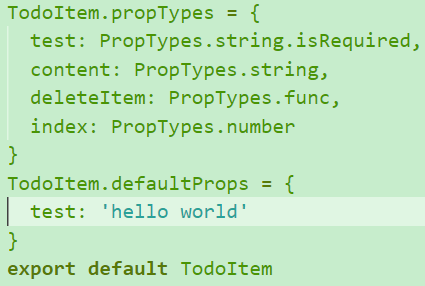 TodoItem.propTypes = {
  test: PropTypes.string.isRequired,
  content: PropTypes.string,
  deleteItem: PropTypes.func,
  index: PropTypes.number
}
TodoItem.defaultProps = {
  test: 'hello world'
}
export default TodoItem